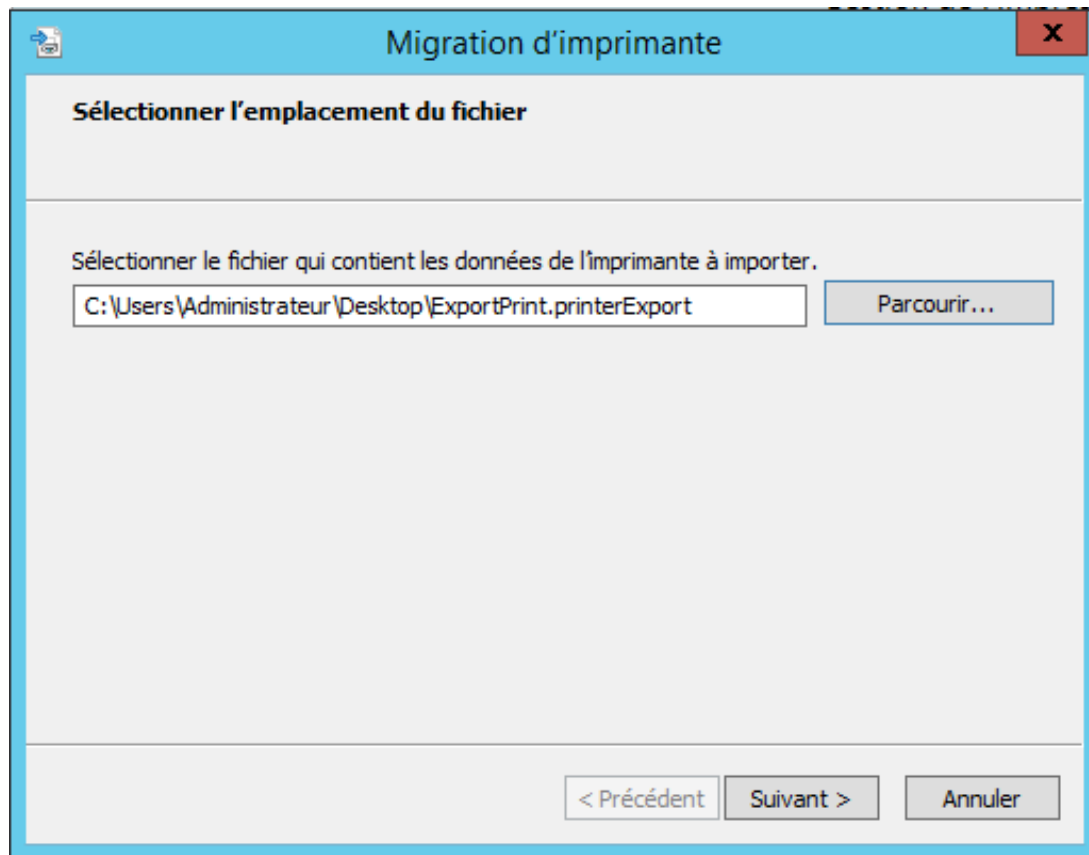 Migration d'imprimante
x
Sélectionner l'emplacement du fichier
Sélectionner le fichier qui contient les données de l'imprimante à importer.
C:\Users\Administrateur\Desktop\ExportPrint.printerExport
Parcourir...
< Précédent
Suivant >
Annuler